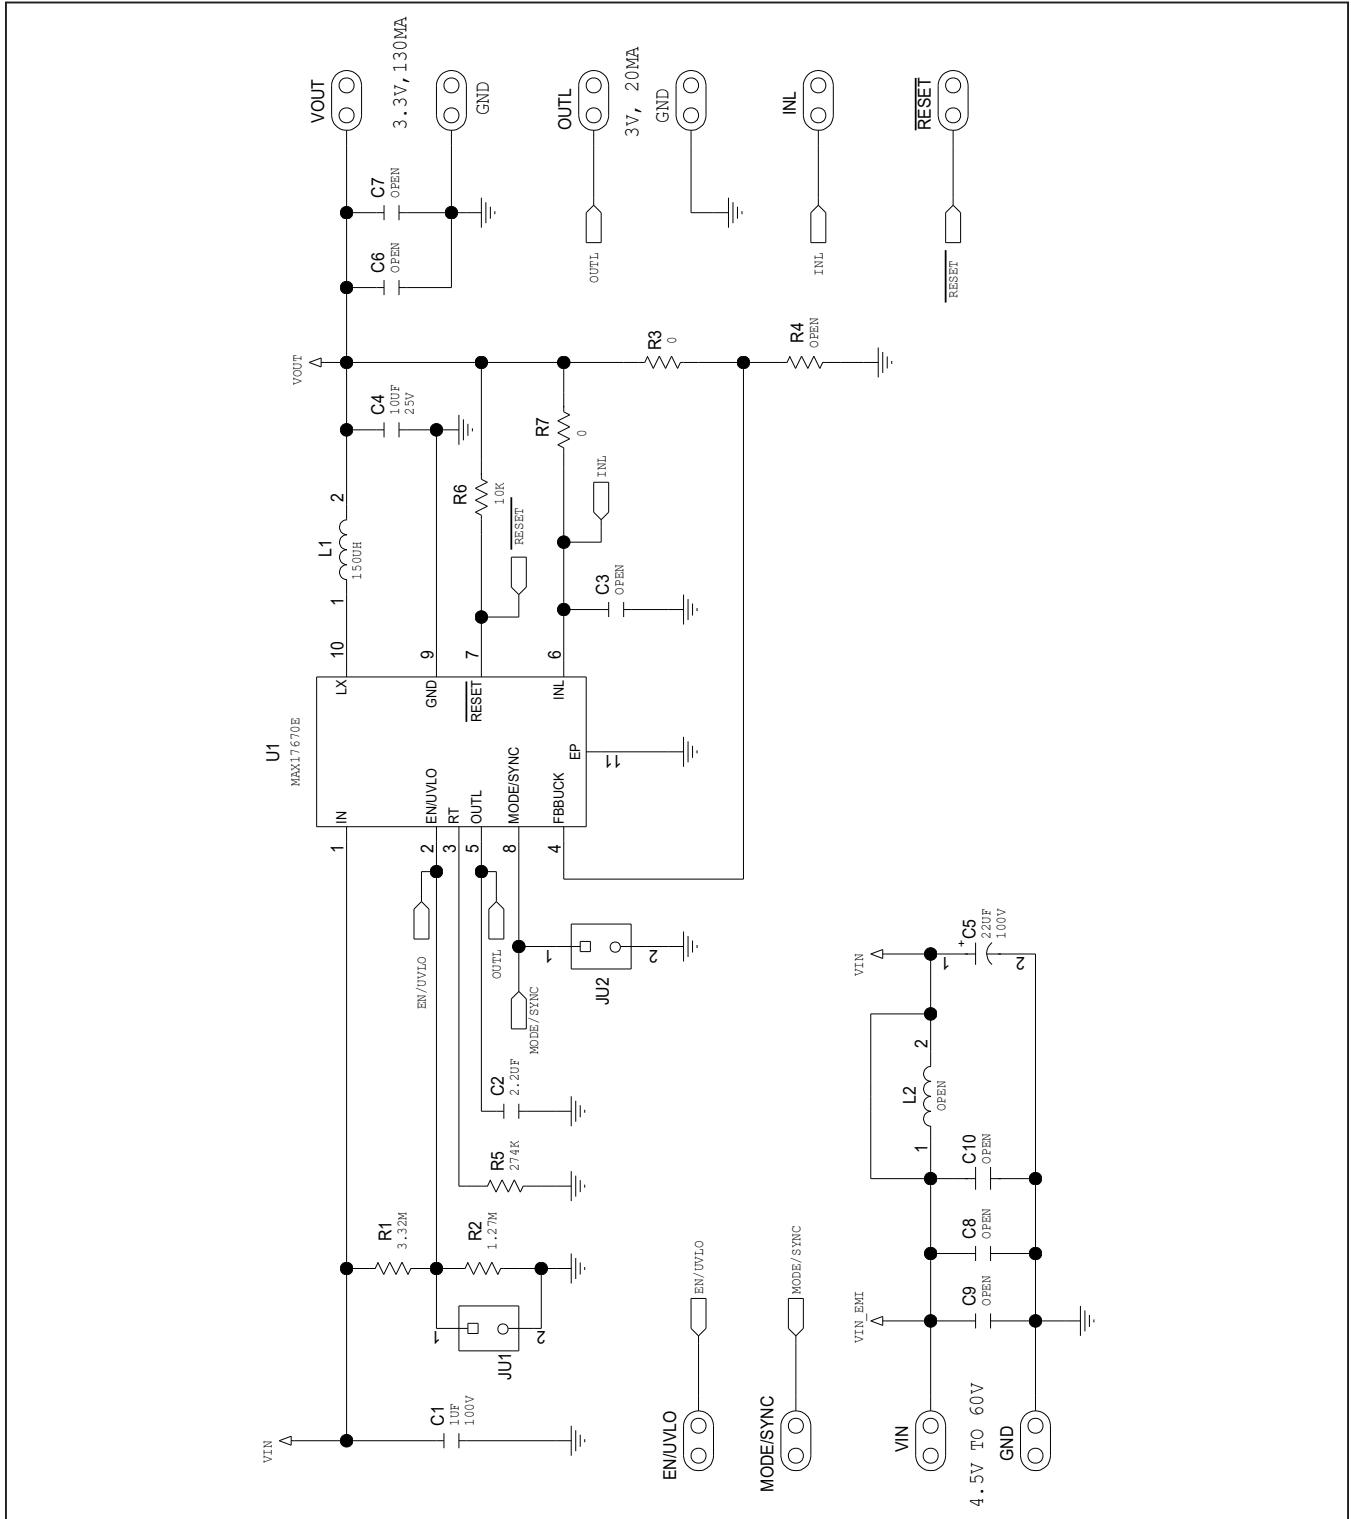 VIN
C1
1UF
100V
JU1
1
2
R1
3.32M
R2
1.27M
R5
274K
C2
2.2UF
MODE/SYNC
JU2
1
2
EN/UVLO
OUTL
1
2
3
5
8
4
U1
MAX17670E
IN
EN/UVLO
RT
OUTL
MODE/SYNC
FBBUCK
EP
11
LX
GND
RESET
INL
10
9
7
6
1
L1
150UH
2
C3
OPEN
RESET
R6
10K
INL
R7
0
C4
10UF
25V
VOUT
R3
0
R4
OPEN
C6
OPEN
C7
OPEN
VOUT
3.3V,130MA
GND
OUTL
OUTL
3V, 20MA
GND
INL
INL
RESET
RESET
EN/UVLO
EN/UVLO
MODE/SYNC
MODE/SYNC
VIN
4.5V TO 60V
GND
VIN_EMI
C9
OPEN
C8
OPEN
C10
OPEN
1
L2
OPEN
2
VIN
1
+
C5
22UF
100V
2